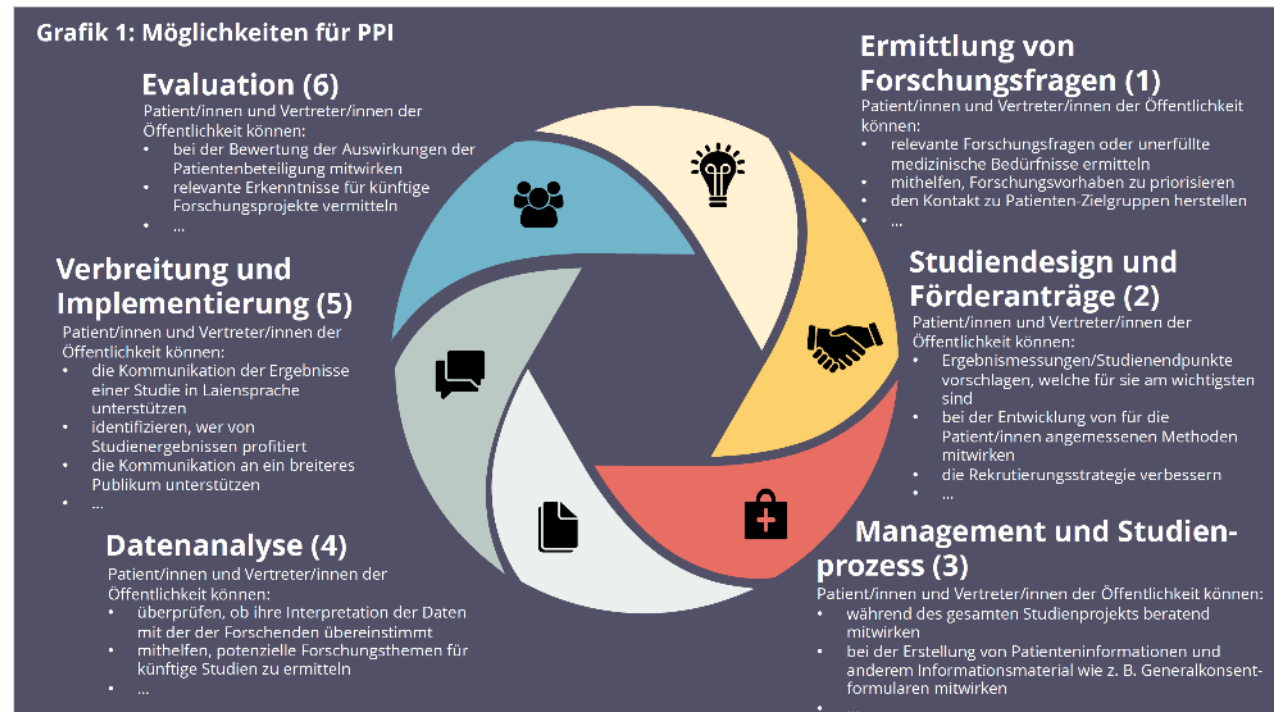 Grafik 1: Möglichkeiten für PPI
Ermittlung von
Forschungsfragen (1)
Patient/innen und Vertreter/innen der Öffentlichkeit
können:
• relevante Forschungsfragen oder unerfüllte
medizinische Bedürfnisse ermitteln
• mithelfen, Forschungsvorhaben zu priorisieren
• den Kontakt zu Patienten-Zielgruppen herstellen
• ...
Studiendesign und
Förderanträge (2)
Patient/innen und Vertreter/innen der
Öffentlichkeit können:
• Ergebnismessungen/Studienendpunkte
vorschlagen, welche für sie am wichtigsten
sind
• bei der Entwicklung von für die
Patient/innen angemessenen Methoden
mitwirken
• die Rekrutierungsstrategie verbessern
• ...
Management und Studien-
prozess (3)
Patient/innen und Vertreter/innen der Öffentlichkeit können:
• während des gesamten Studienprojekts beratend
mitwirken
• bei der Erstellung von Patienteninformationen und
anderem Informationsmaterial wie z. B. Generalkonsent-
formularen mitwirken
• ...
Datenanalyse (4)
Patient/innen und Vertreter/innen der
Öffentlichkeit können:
• überprüfen, ob ihre Interpretation der Daten
mit der der Forschenden übereinstimmt
• mithelfen, potenzielle Forschungsthemen für
künftige Studien zu ermitteln
• ...
Verbreitung und
Implementierung (5)
Patient/innen und Vertreter/innen der
Öffentlichkeit können:
• die Kommunikation der Ergebnisse
einer Studie in Laiensprache
unterstützen
• identifizieren, wer von
Studienergebnissen profitiert
• die Kommunikation an ein breiteres
Publikum unterstützen
• ...
Evaluation (6)
Patient/innen und Vertreter/innen der
Öffentlichkeit können:
• bei der Bewertung der Auswirkungen der
Patientenbeteiligung mitwirken
• relevante Erkenntnisse für künftige
Forschungsprojekte vermitteln
• ...